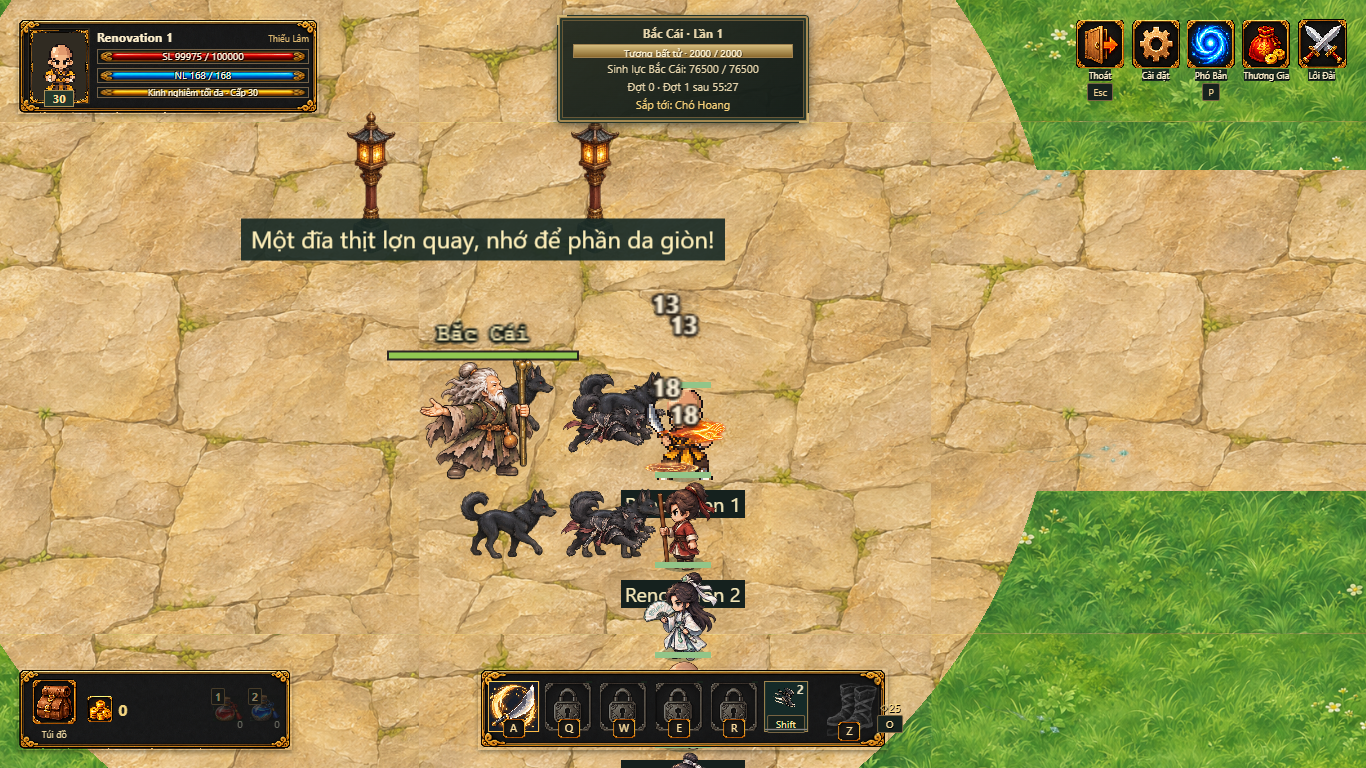 Renovation 1
Thiếu Lâm
SL 99975 / 100000
NL 168 / 168
Kinh nghiệm tối đa · Cấp 30
30
Bắc Cái · Lần 1
Tương bất tử · 2000 / 2000
Sinh lực Bắc Cái: 76500 / 76500
Đợt 0 · Đợt 1 sau 55:27
Sắp tới: Chó Hoang
Thoát
Cài đặt
Phó Bản
Thương Gia
Lôi Đài
Esc
P
Một đĩa thịt lợn quay, nhớ để phần da giòn!
13
13
Bắc Cái
18
18
n 1
n 2
0
1
2
0
0
Túi đồ
A
Q
W
E
R
2
Shift
Z
25
O